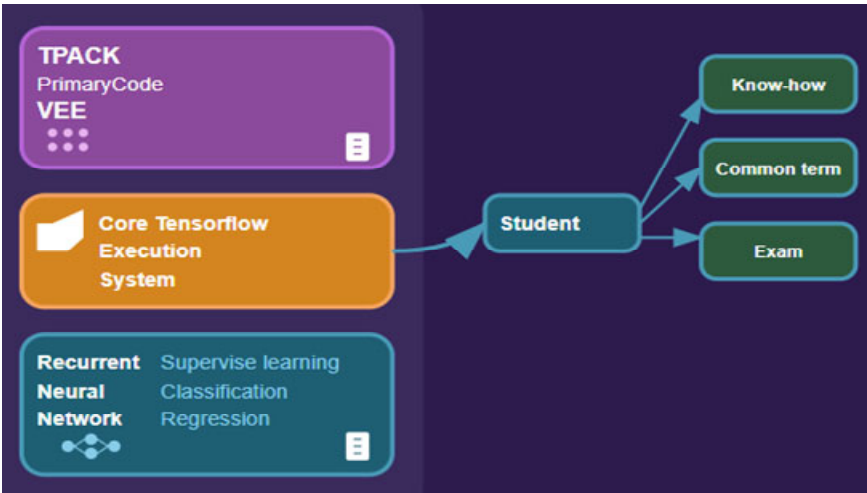 TPACK
PrimaryCode
VEE
Core Tensorflow
Execution
System
Recurrent Supervise learning
Neural Classification
Network Regression
Student
Know-how
Common term
Exam